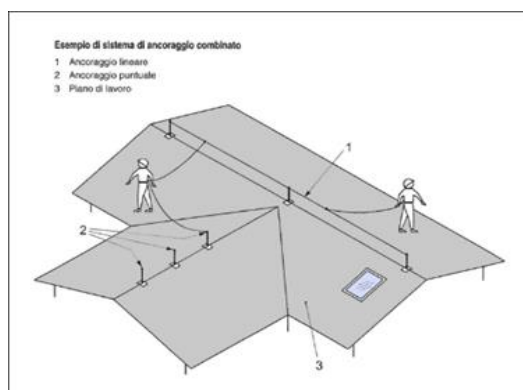 Esempio di sistema di ancoraggio combinato
1 Ancoraggio lineare
2 Ancoraggio puntuale
3 Piano di lavoro
1
2
3